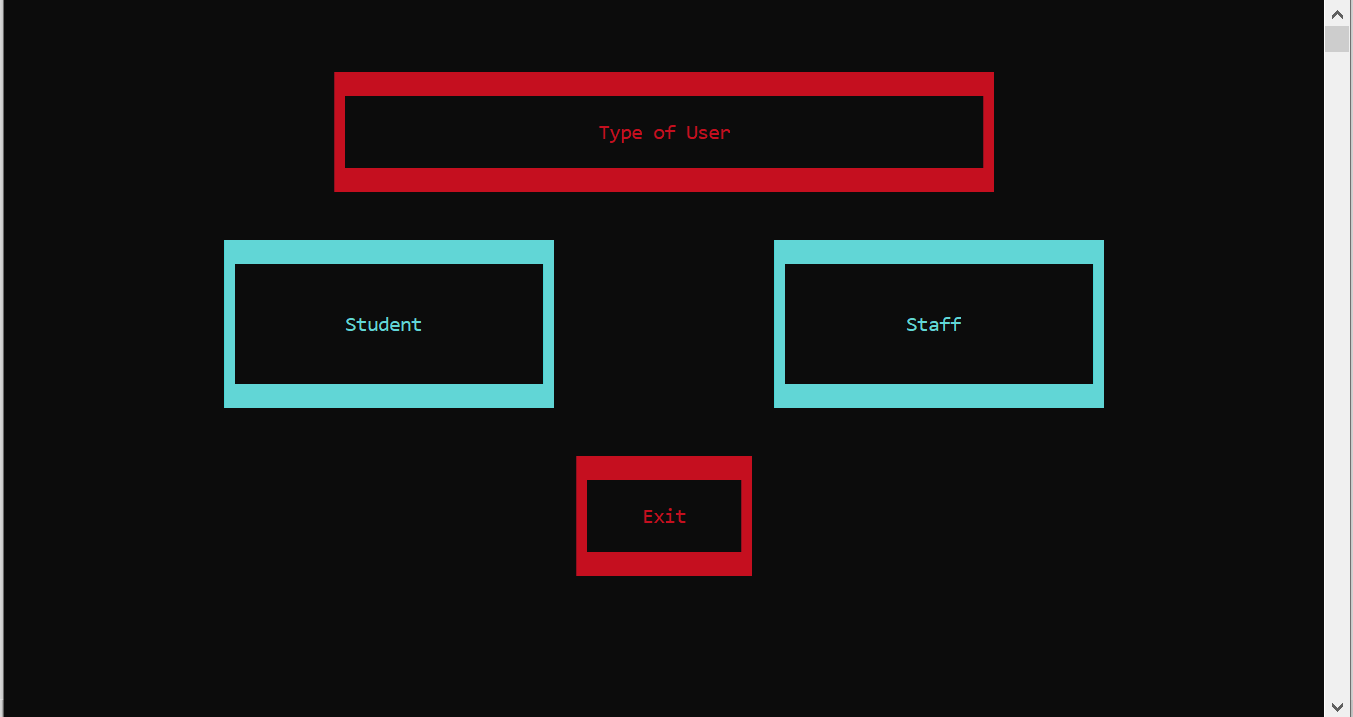 Type of User
Student
Staff
Exit